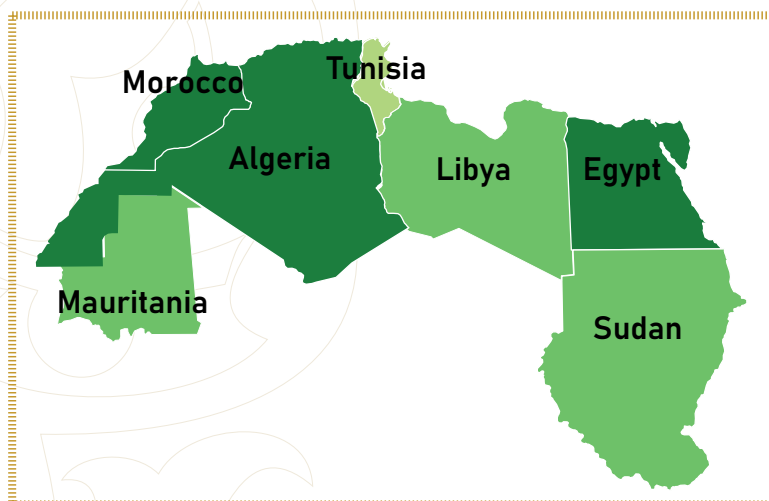 Morocco
Tunisia
Algeria
Libya
Egypt
Mauritania
Sudan